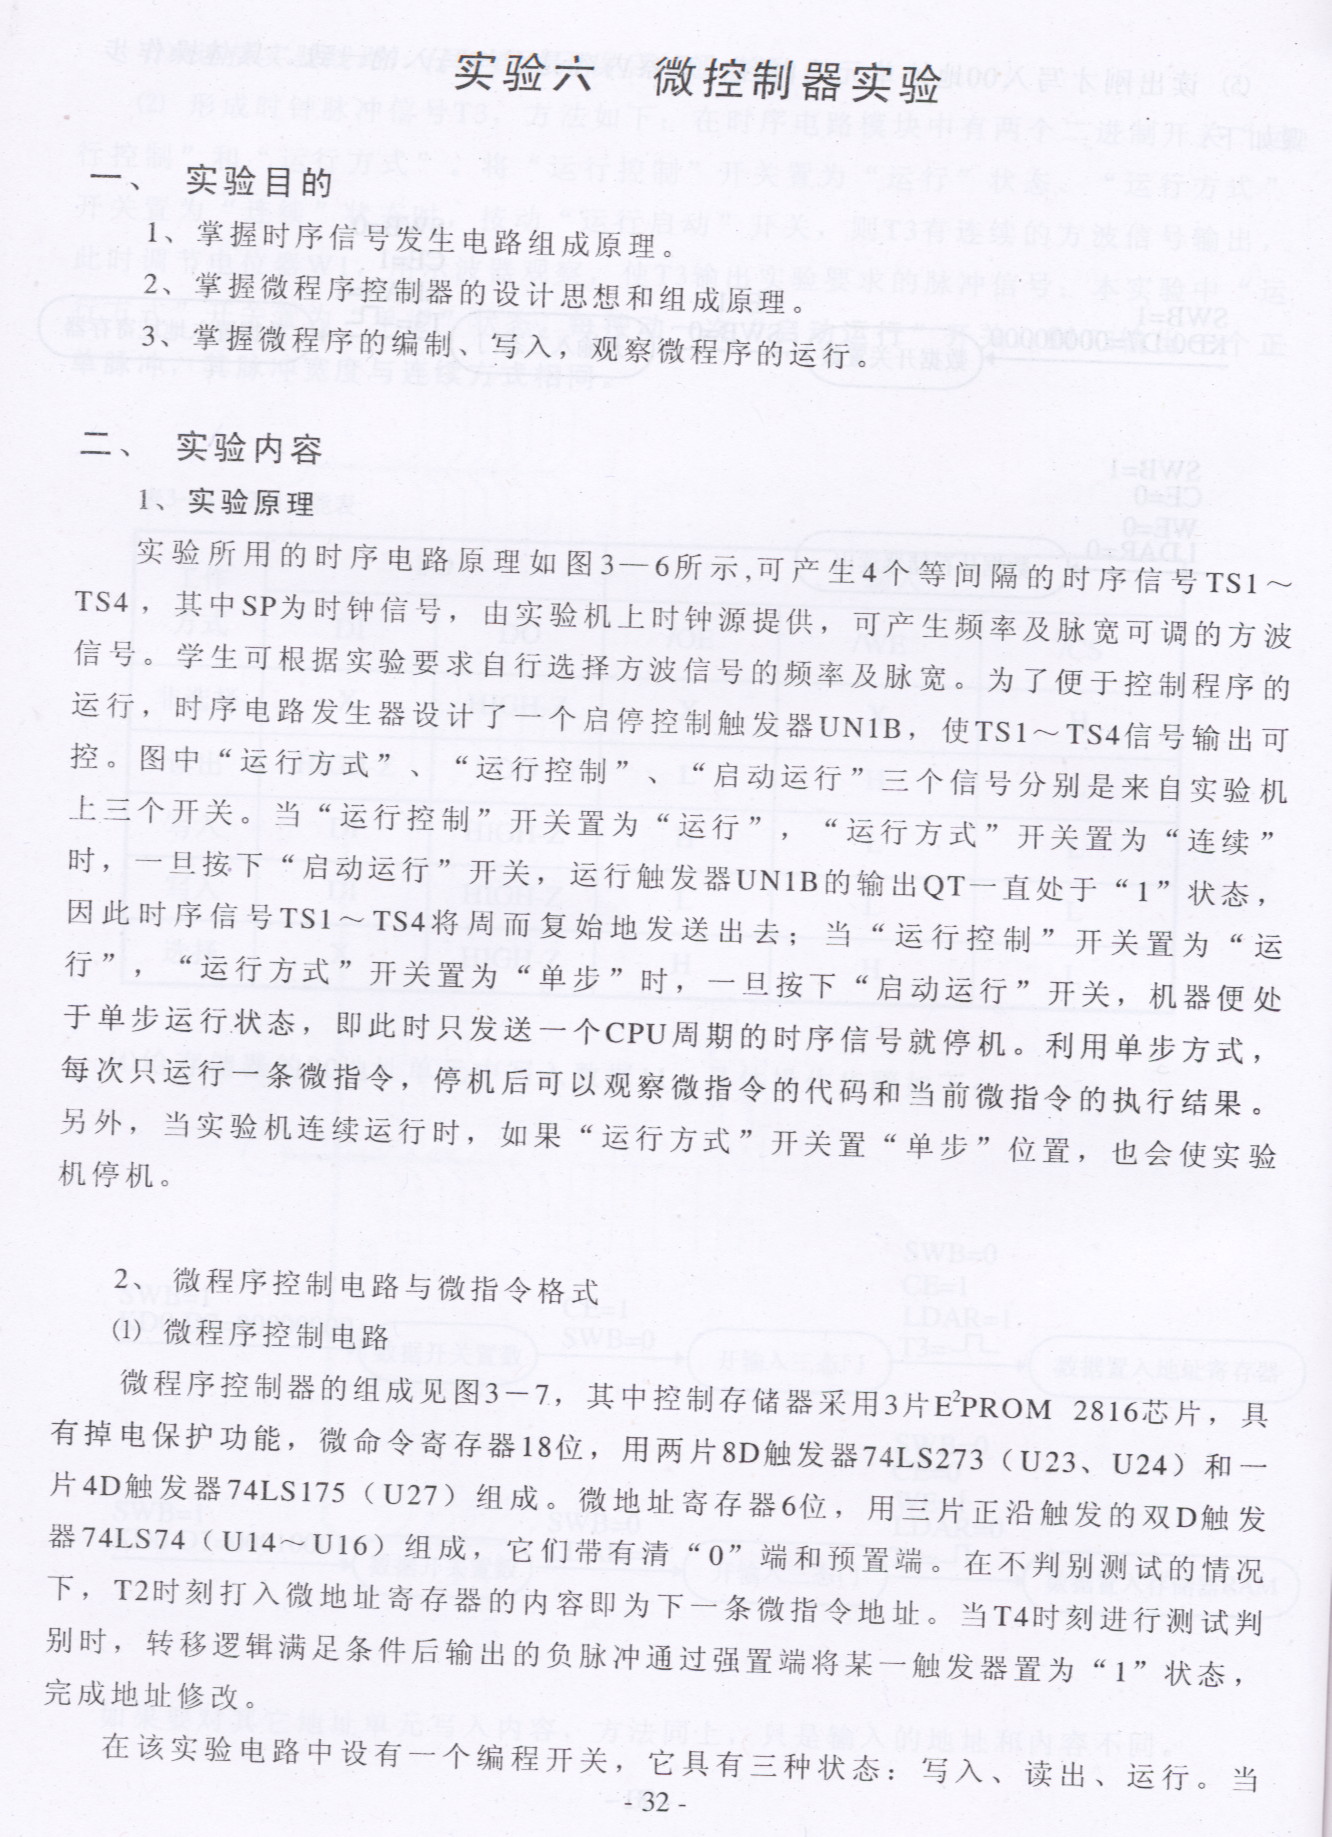 实验六　微控制器实验
一、 实验目的
1、掌握时序信号发生电路组成原理。
2、掌握微程序控制器的设计思想和组成原理。
3、掌握微程序的编制、写入，观察微程序的运行。
二、 实验内容
1、实验原理
实验所用的时序电路原理如图3—6所示,可产生4个等间隔的时序信号TS1～
TS4，其中SP为时钟信号，由实验机上时钟源提供，可产生频率及脉宽可调的方波
信号。学生可根据实验要求自行选择方波信号的频率及脉宽。为了便于控制程序的
运行，时序电路发生器设计了一个启停控制触发器UN1B，使TS1～TS4信号输出可
控。图中“运行方式”、“运行控制”、“启动运行”三个信号分别是来自实验机
上三个开关。当“运行控制”开关置为“运行”，“运行方式”开关置为“连续”
时，一旦按下“启动运行”开关，运行触发器UN1B的输出QT一直处于“1”状态，
因此时序信号TS1～TS4将周而复始地发送出去；当“运行控制”开关置为“运
行”，“运行方式”开关置为“单步”时，一旦按下“启动运行”开关，机器便处
于单步运行状态，即此时只发送一个CPU周期的时序信号就停机。利用单步方式，
每次只运行一条微指令，停机后可以观察微指令的代码和当前微指令的执行结果。
另外，当实验机连续运行时，如果“运行方式”开关置“单步”位置，也会使实验
机停机。
2、 微程序控制电路与微指令格式
⑴ 微程序控制电路
微程序控制器的组成见图3－7，其中控制存储器采用3片E²PROM 2816芯片，具
有掉电保护功能，微命令寄存器18位，用两片8D触发器74LS273（U23、U24）和一
片4D触发器74LS175（U27）组成。微地址寄存器6位，用三片正沿触发的双D触发
器74LS74（U14～U16）组成，它们带有清“0”端和预置端。在不判别测试的情况
下，T2时刻打入微地址寄存器的内容即为下一条微指令地址。当T4时刻进行测试判
别时，转移逻辑满足条件后输出的负脉冲通过强置端将某一触发器置为“1”状态，
完成地址修改。
在该实验电路中设有一个编程开关，它具有三种状态：写入、读出、运行。当
- 32 -